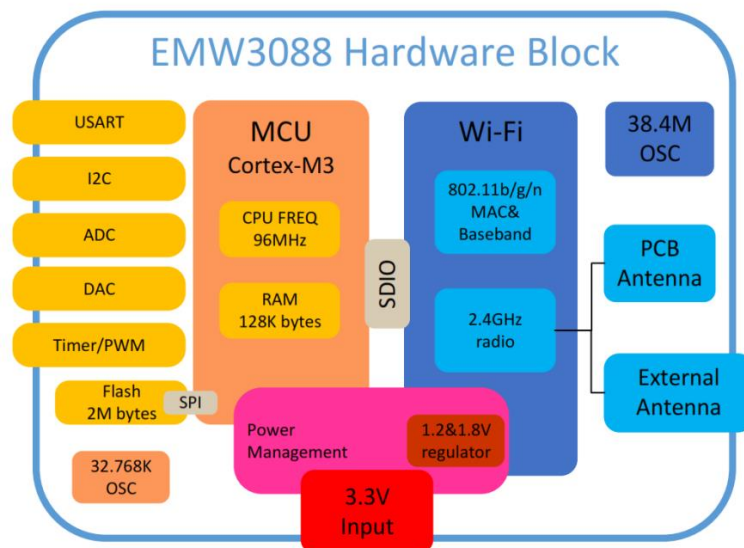 EMW3088 Hardware Block
USART
I2C
ADC
DAC
Timer/PWM
Flash
2M bytes
SPI
32.768K
OSC
MCU
Cortex-M3
CPU FREQ
96MHz
RAM
128K bytes
SDIO
Wi-Fi
802.11b/g/n
MAC&
Baseband
2.4GHz
radio
38.4M
OSC
PCB
Antenna
External
Antenna
Power
Management
1.2&1.8V
regulator
3.3V
Input